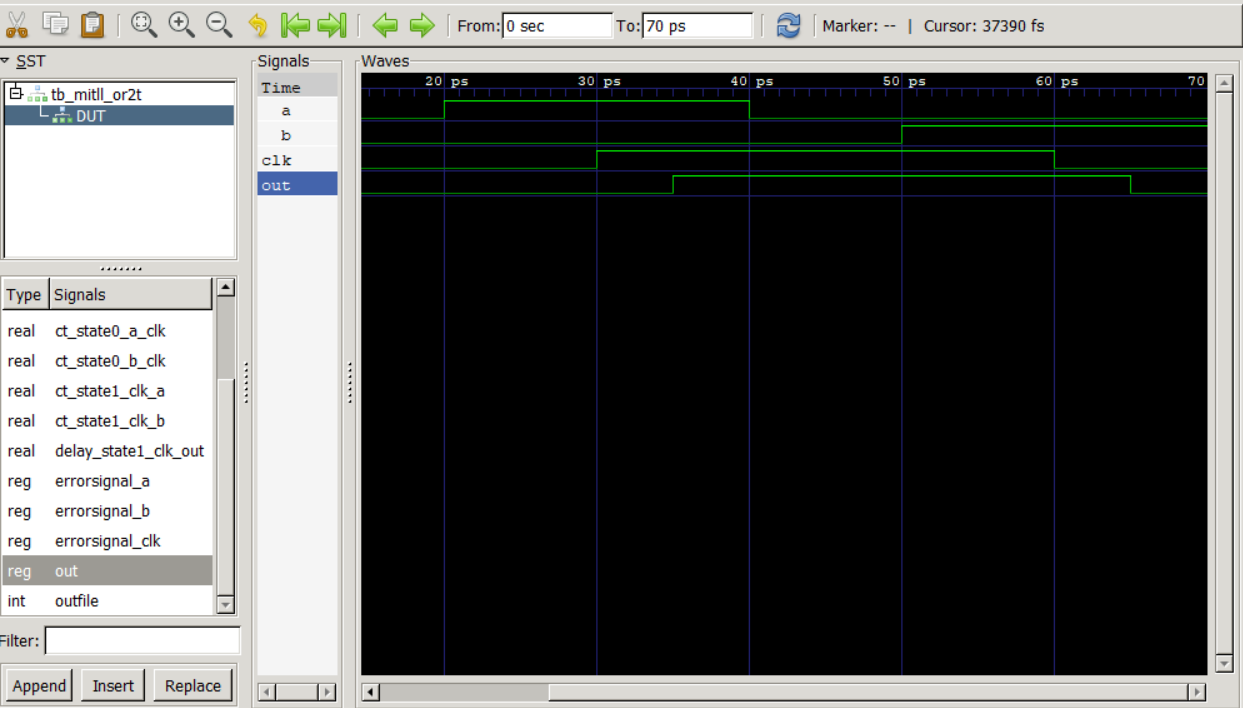 From: 0 sec To: 70 ps Marker: -- | Cursor: 37390 fs
SST
tb_mitll_or2t
DUT
Type Signals
real ct_state0_a_clk
real ct_state0_b_clk
real ct_state1_clk_a
real ct_state1_clk_b
real delay_state1_clk_out
reg errorsignal_a
reg errorsignal_b
reg errorsignal_clk
reg out
int outfile
Filter:
Append Insert Replace
Signals
Time
a
b
clk
out
Waves
20 ps 30 ps 40 ps 50 ps 60 ps 70